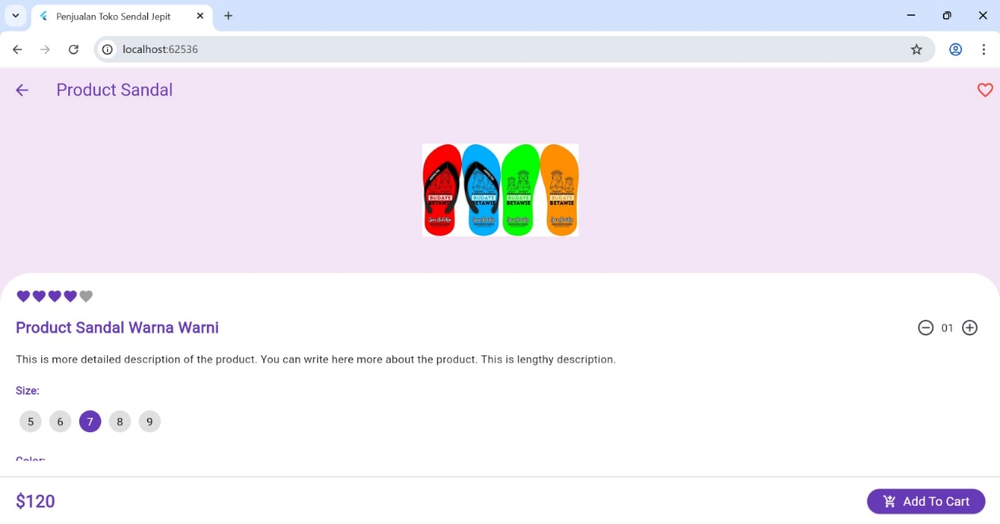 Penjualan Toko Sendal Jepit
localhost:62536
Product Sandal
BUDAYE BUDAYE BUDAYE BUDAYE
BETAWIE BETAWIE BETAWIE BETAWIE
Product Sandal Warna Warni
01
This is more detailed description of the product. You can write here more about the product. This is lengthy description.
Size:
5 6 7 8 9
Color:
$120
Add To Cart